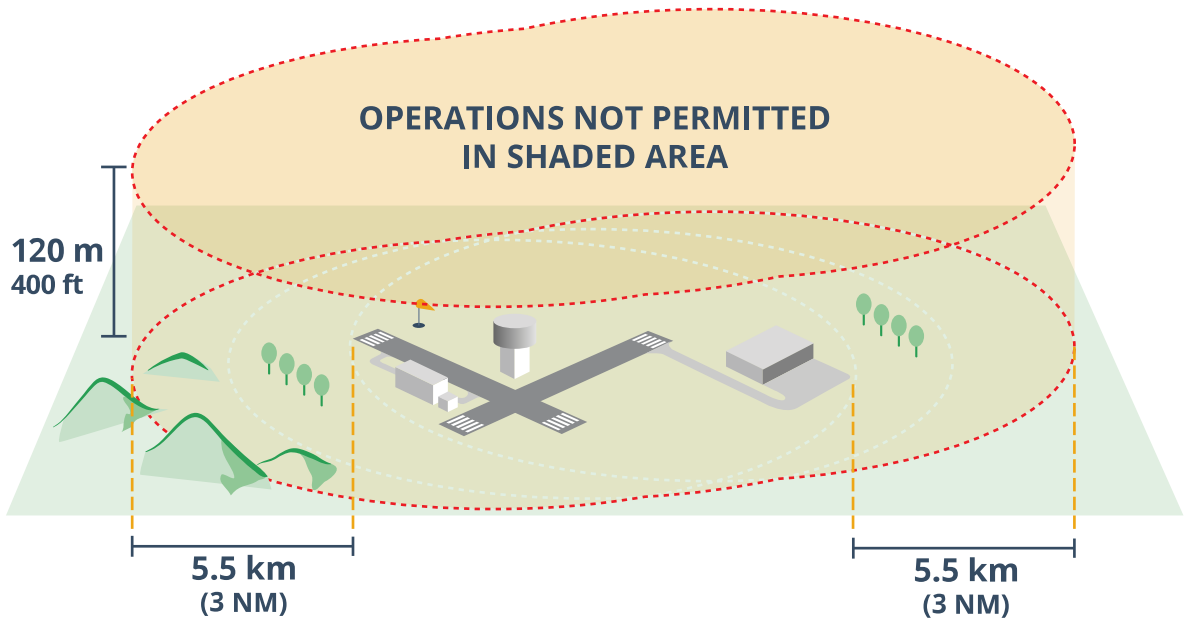 OPERATIONS NOT PERMITTED
IN SHADED AREA
120 m
400 ft
5.5 km
(3 NM)
5.5 km
(3 NM)